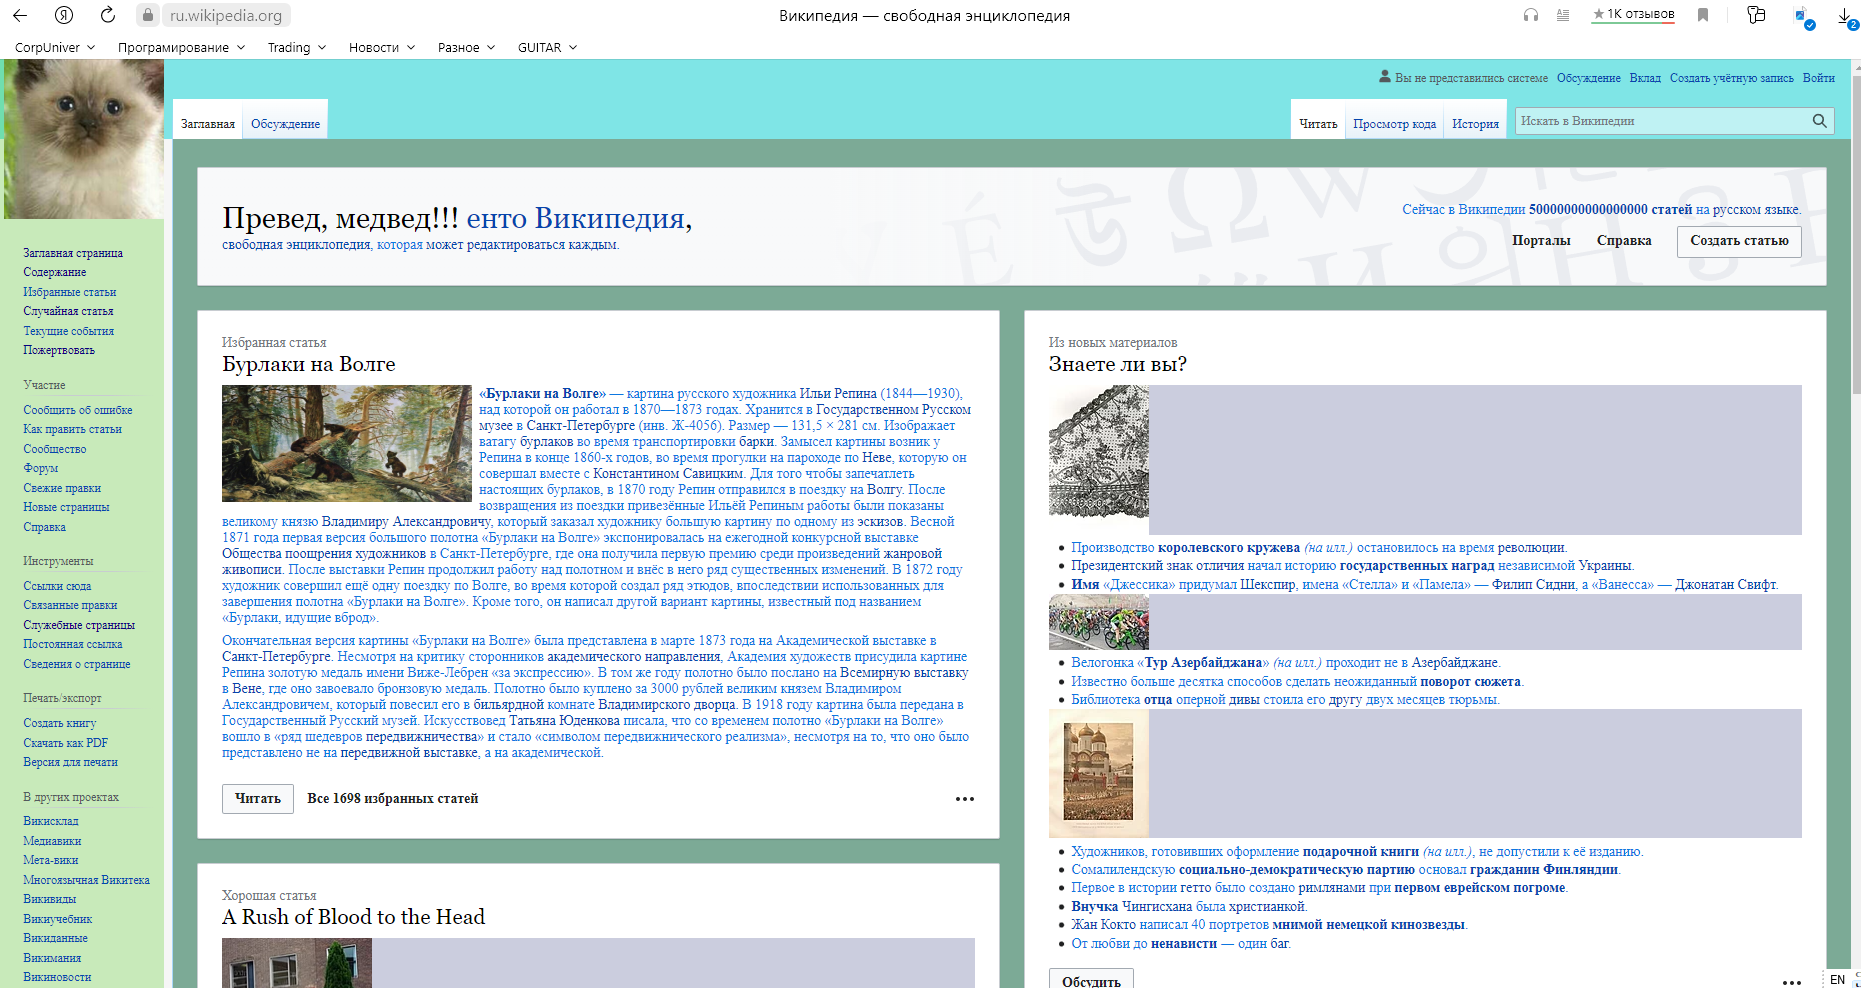 ru.wikipedia.org
Википедия — свободная энциклопедия
★ 1К отзывов
2
CorpUniver
Програмирование
Trading
Новости
Разное
GUITAR
Вы не представились системе Обсуждение Вклад Создать учётную запись Войти
Заглавная Обсуждение
Читать Просмотр кода История
Искать в Википедии
Превед, медвед!!! енто Википедия,
свободная энциклопедия, которая может редактироваться каждым.
Сейчас в Википедии 50000000000000000 статей на русском языке.
Порталы Справка Создать статью
Заглавная страница
Содержание
Избранные статьи
Случайная статья
Текущие события
Пожертвовать
Участие
Сообщить об ошибке
Как править статьи
Сообщество
Форум
Свежие правки
Новые страницы
Справка
Инструменты
Ссылки сюда
Связанные правки
Служебные страницы
Постоянная ссылка
Сведения о странице
Печать/экспорт
Создать книгу
Скачать как PDF
Версия для печати
В других проектах
Викисклад
Медиавики
Мета-вики
Многоязычная Викитека
Викивиды
Викиучебник
Викиданные
Викимания
Викиновости
Избранная статья
Бурлаки на Волге
«Бурлаки на Волге» — картина русского художника Ильи Репина (1844—1930),
над которой он работал в 1870—1873 годах. Хранится в Государственном Русском
музее в Санкт-Петербурге (инв. Ж-4056). Размер — 131,5 × 281 см. Изображает
ватагу бурлаков во время транспортировки барки. Замысел картины возник у
Репина в конце 1860-х годов, во время прогулки на пароходе по Неве, которую он
совершал вместе с Константином Савицким. Для того чтобы запечатлеть
настоящих бурлаков, в 1870 году Репин отправился в поездку на Волгу. После
возвращения из поездки привезённые Ильёй Репиным работы были показаны
великому князю Владимиру Александровичу, который заказал художнику большую картину по одному из эскизов. Весной
1871 года первая версия большого полотна «Бурлаки на Волге» экспонировалась на ежегодной конкурсной выставке
Общества поощрения художников в Санкт-Петербурге, где она получила первую премию среди произведений жанровой
живописи. После выставки Репин продолжил работу над полотном и внёс в него ряд существенных изменений. В 1872 году
художник совершил ещё одну поездку по Волге, во время которой создал ряд этюдов, впоследствии использованных для
завершения полотна «Бурлаки на Волге». Кроме того, он написал другой вариант картины, известный под названием
«Бурлаки, идущие вброд».
Окончательная версия картины «Бурлаки на Волге» была представлена в марте 1873 года на Академической выставке в
Санкт-Петербурге. Несмотря на критику сторонников академического направления, Академия художеств присудила картине
Репина золотую медаль имени Виже-Лебрен «за экспрессию». В том же году полотно было послано на Всемирную выставку
в Вене, где оно завоевало бронзовую медаль. Полотно было куплено за 3000 рублей великим князем Владимиром
Александровичем, который повесил его в бильярдной комнате Владимирского дворца. В 1918 году картина была передана в
Государственный Русский музей. Искусствовед Татьяна Юденкова писала, что со временем полотно «Бурлаки на Волге»
вошло в «ряд шедевров передвижничества» и стало «символом передвижнического реализма», несмотря на то, что оно было
представлено не на передвижной выставке, а на академической.
Читать Все 1698 избранных статей
Хорошая статья
A Rush of Blood to the Head
Из новых материалов
Знаете ли вы?
Производство королевского кружева (на илл.) остановилось на время революции.
Президентский знак отличия начал историю государственных наград независимой Украины.
Имя «Джессика» придумал Шекспир, имена «Стелла» и «Памела» — Филип Сидни, а «Ванесса» — Джонатан Свифт.
Велогонка «Тур Азербайджана» (на илл.) проходит не в Азербайджане.
Известно больше десятка способов сделать неожиданный поворот сюжета.
Библиотека отца оперной дивы стоила его другу двух месяцев тюрьмы.
Художников, готовивших оформление подарочной книги (на илл.), не допустили к её изданию.
Сомалилендскую социально-демократическую партию основал гражданин Финляндии.
Первое в истории гетто было создано римлянами при первом еврейском погроме.
Внучка Чингисхана была христианкой.
Жан Кокто написал 40 портретов мнимой немецкой кинозвезды.
От любви до ненависти — один баг.
Обсудить
EN